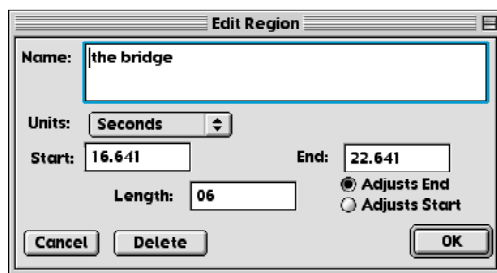 Edit Region
Name: the bridge
Units: Seconds
Start: 16.641 End: 22.641
Length: 06 Adjusts End
Adjusts Start
Cancel Delete OK